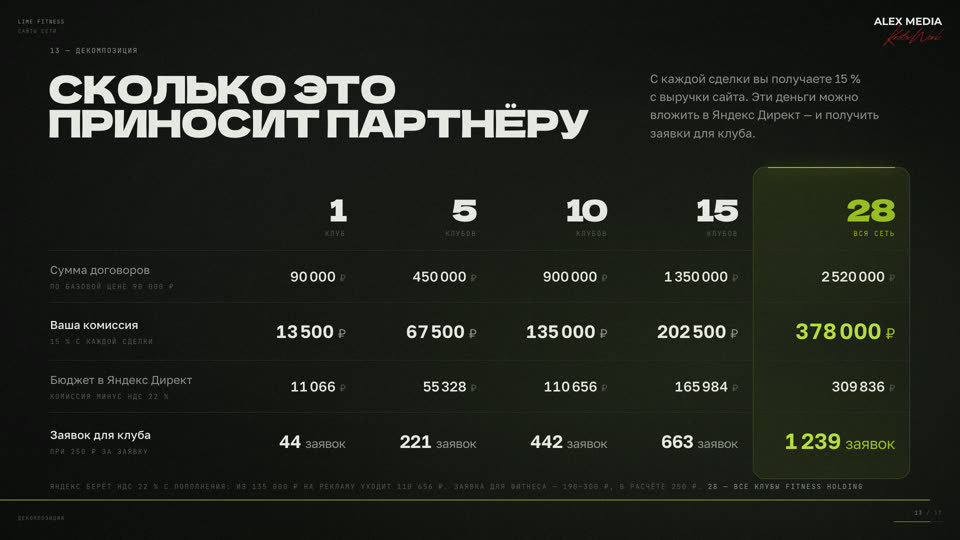 LIME FITNESS
САЙТЫ СЕТИ
ALEX MEDIA
13 — ДЕКОМПОЗИЦИЯ
СКОЛЬКО ЭТО
ПРИНОСИТ ПАРТНЁРУ
С каждой сделки вы получаете 15 %
с выручки сайта. Эти деньги можно
вложить в Яндекс Директ — и получить
заявки для клуба.
1 5 10 15 28
КЛУБ КЛУБОВ КЛУБОВ КЛУБОВ ВСЯ СЕТЬ
Сумма договоров 90 000 ₽ 450 000 ₽ 900 000 ₽ 1 350 000 ₽ 2 520 000 ₽
ПО БАЗОВОЙ ЦЕНЕ 90 000 ₽
Ваша комиссия 13 500 ₽ 67 500 ₽ 135 000 ₽ 202 500 ₽ 378 000 ₽
15 % С КАЖДОЙ СДЕЛКИ
Бюджет в Яндекс Директ 11 066 ₽ 55 328 ₽ 110 656 ₽ 165 984 ₽ 309 836 ₽
КОМИССИЯ МИНУС НДС 22 %
Заявок для клуба 44 заявок 221 заявок 442 заявок 663 заявок 1 239 заявок
ПРИ 250 ₽ ЗА ЗАЯВКУ
ЯНДЕКС БЕРЁТ НДС 22 % С ПОПОЛНЕНИЯ: ИЗ 135 000 ₽ НА РЕКЛАМУ УХОДИТ 110 656 ₽. ЗАЯВКА ДЛЯ ФИТНЕСА — 190–300 ₽, В РАСЧЁТЕ 250 ₽. 28 — ВСЕ КЛУБЫ FITNESS HOLDING
ДЕКОМПОЗИЦИЯ
13 / 17